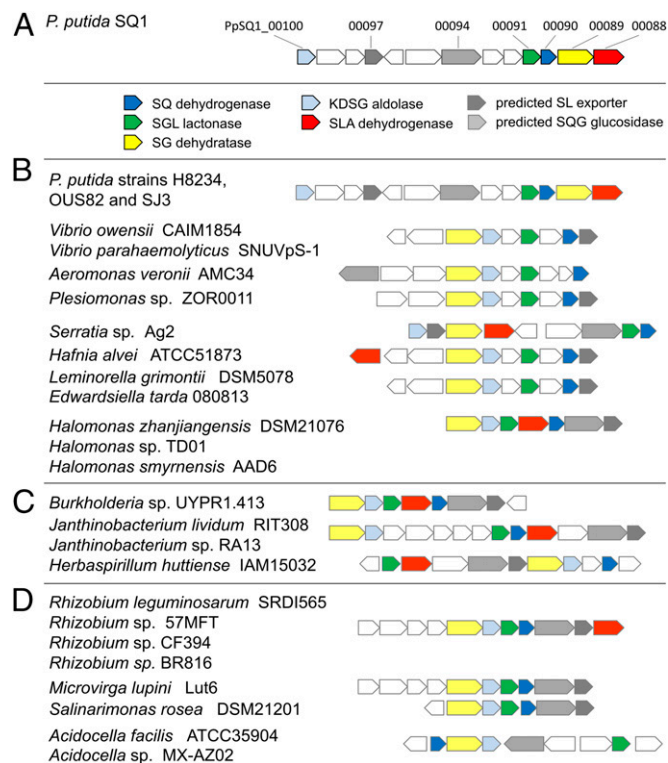 A
P. putida SQ1
PpSQ1_00100
00097
00094
00091
00090
00089
00088
SQ dehydrogenase
KDSG aldolase
predicted SL exporter
SGL lactonase
SLA dehydrogenase
predicted SQG glucosidase
SG dehydratase
B
P. putida strains H8234,
OUS82 and SJ3
Vibrio owensii CAIM1854
Vibrio parahaemolyticus SNUVpS-1
Aeromonas veronii AMC34
Plesiomonas sp. ZOR0011
Serratia sp. Ag2
Hafnia alvei ATCC51873
Leminorella grimontii DSM5078
Edwardsiella tarda 080813
Halomonas zhanjiangensis DSM21076
Halomonas sp. TD01
Halomonas smyrnensis AAD6
C
Burkholderia sp. UYPR1.413
Janthinobacterium lividum RIT308
Janthinobacterium sp. RA13
Herbaspirillum huttiense IAM15032
D
Rhizobium leguminosarum SRDI565
Rhizobium sp. 57MFT
Rhizobium sp. CF394
Rhizobium sp. BR816
Microvirga lupini Lut6
Salinarimonas rosea DSM21201
Acidocella facilis ATCC35904
Acidocella sp. MX-AZ02